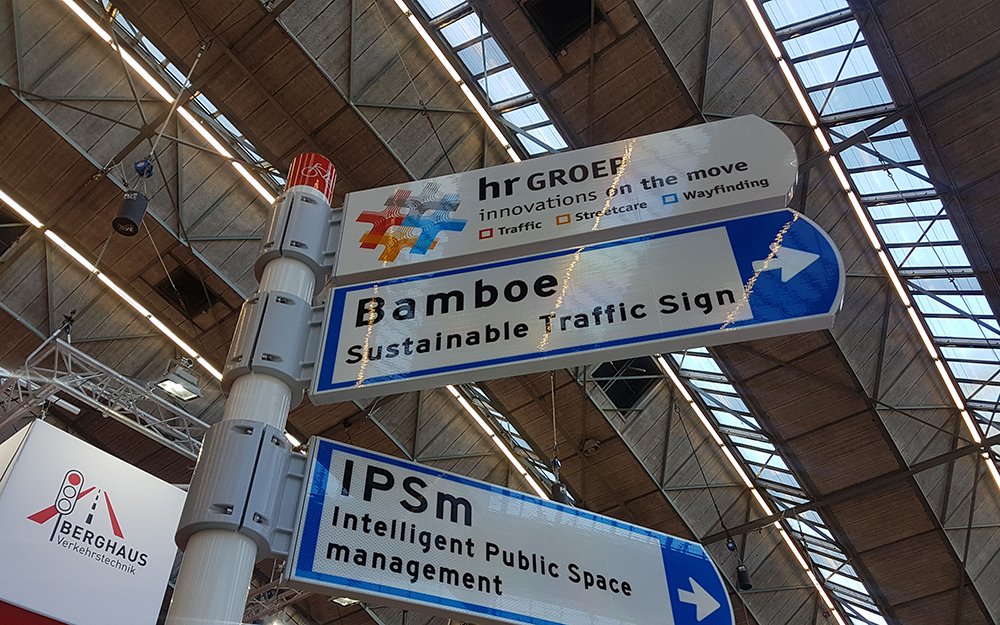 hr GROEP
innovations on the move
Traffic Streetcare Wayfinding
Bamboe
Sustainable Traffic Sign
IPSm
Intelligent Public Space
management
BERGHAUS
Verkehrstechnik